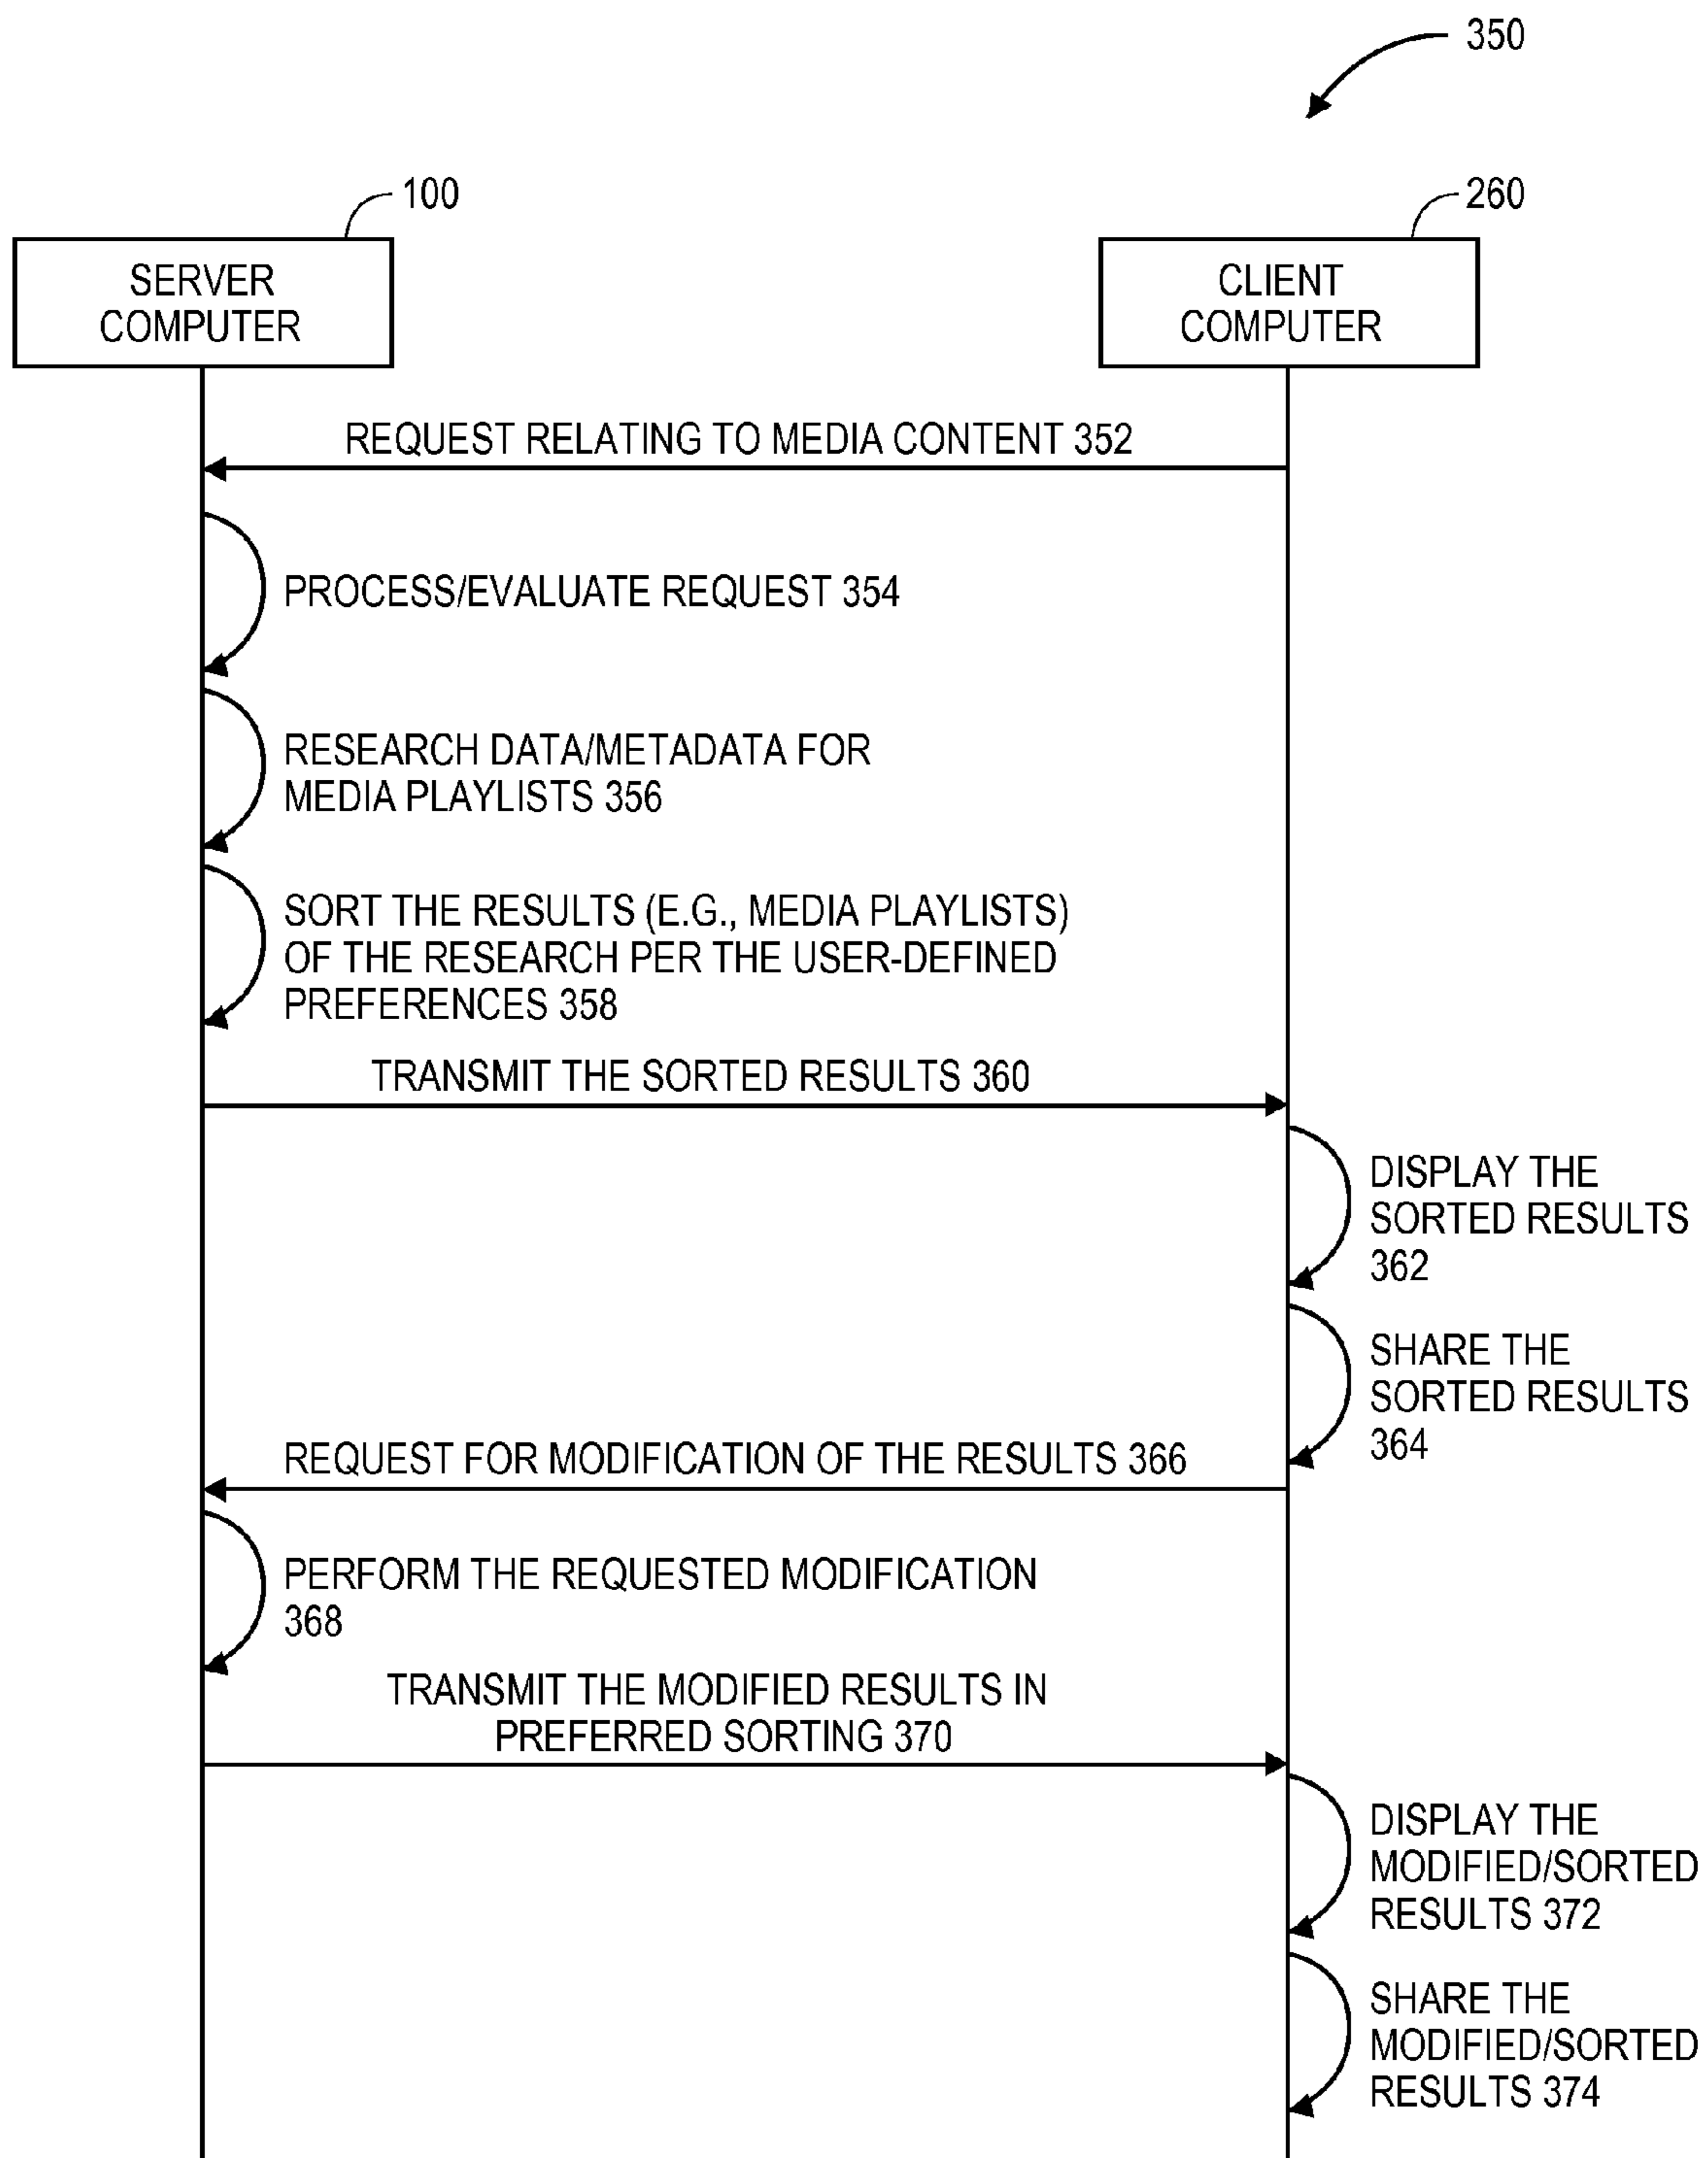 350
100
260
SERVER
COMPUTER
CLIENT
COMPUTER
REQUEST RELATING TO MEDIA CONTENT 352
PROCESS/EVALUATE REQUEST 354
RESEARCH DATA/METADATA FOR
MEDIA PLAYLISTS 356
SORT THE RESULTS (E.G., MEDIA PLAYLISTS)
OF THE RESEARCH PER THE USER-DEFINED
PREFERENCES 358
TRANSMIT THE SORTED RESULTS 360
DISPLAY THE
SORTED RESULTS
362
SHARE THE
SORTED RESULTS
364
REQUEST FOR MODIFICATION OF THE RESULTS 366
PERFORM THE REQUESTED MODIFICATION
368
TRANSMIT THE MODIFIED RESULTS IN
PREFERRED SORTING 370
DISPLAY THE
MODIFIED/SORTED
RESULTS 372
SHARE THE
MODIFIED/SORTED
RESULTS 374